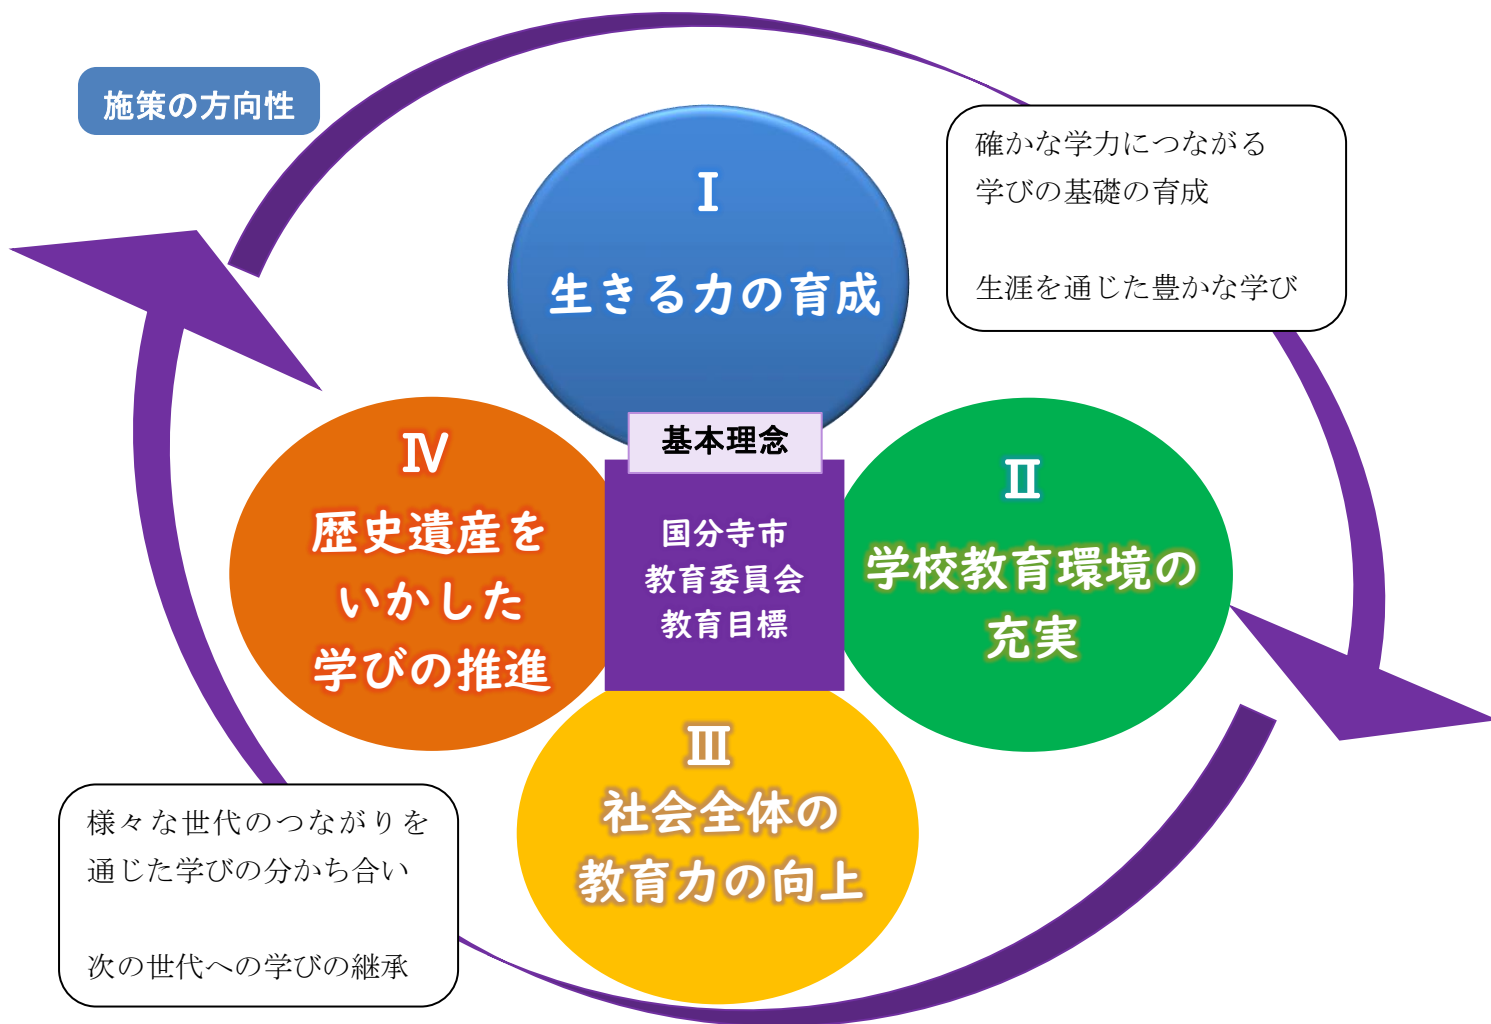 施策の方向性
Ⅰ
生きる力の育成
確かな学力につながる
学びの基礎の育成
生涯を通じた豊かな学び
基本理念
国分寺市
教育委員会
教育目標
Ⅱ
学校教育環境の
充実
Ⅲ
社会全体の
教育力の向上
Ⅳ
歴史遺産を
いかした
学びの推進
様々な世代のつながりを
通じた学びの分かち合い
次の世代への学びの継承